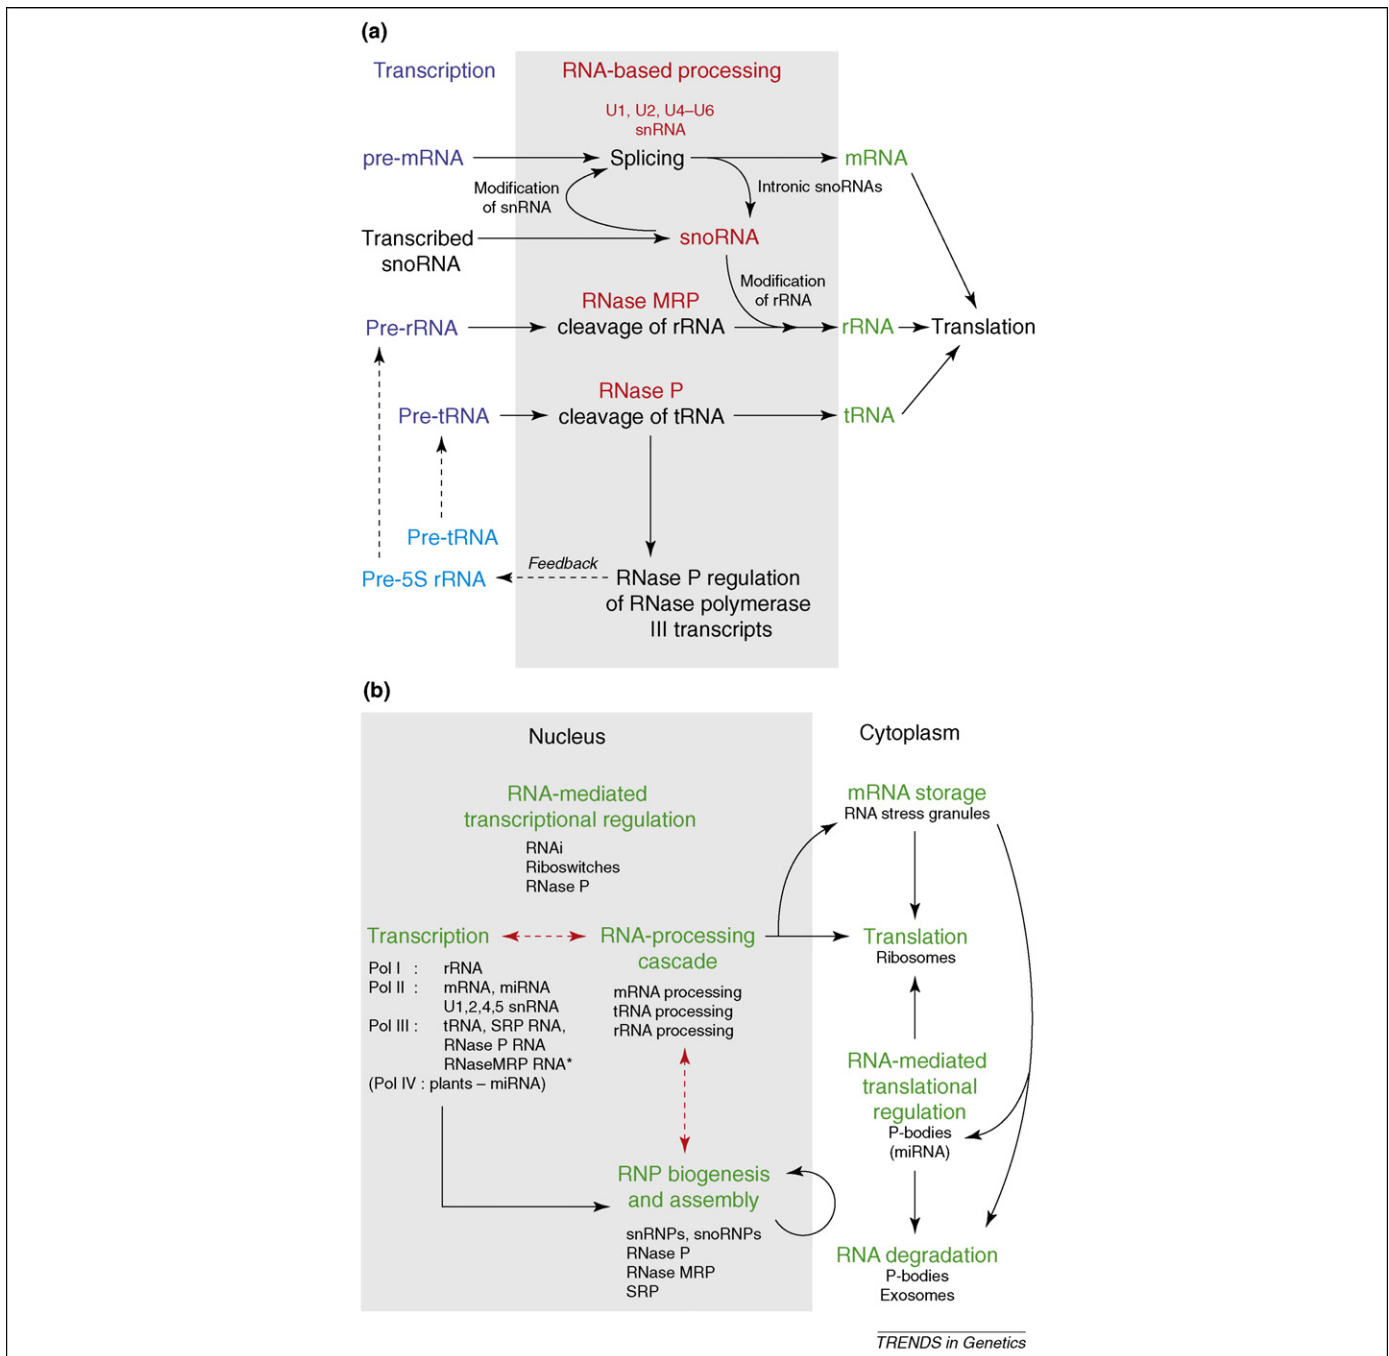 (a)
Transcription
RNA-based processing
U1, U2, U4–U6
snRNA
pre-mRNA
Splicing
mRNA
Modification
of snRNA
Intronic snoRNAs
Transcribed
snoRNA
snoRNA
Modification
of rRNA
RNase MRP
Pre-rRNA
cleavage of rRNA
rRNA
Translation
RNase P
Pre-tRNA
cleavage of tRNA
tRNA
Pre-tRNA
Feedback
Pre-5S rRNA
RNase P regulation
of RNase polymerase
III transcripts
(b)
Nucleus
Cytoplasm
RNA-mediated
transcriptional regulation
RNAi
Riboswitches
RNase P
mRNA storage
RNA stress granules
Transcription
Pol I : rRNA
Pol II : mRNA, miRNA
U1,2,4,5 snRNA
Pol III : tRNA, SRP RNA,
RNase P RNA
RNaseMRP RNA*
(Pol IV : plants – miRNA)
RNA-processing
cascade
mRNA processing
tRNA processing
rRNA processing
Translation
Ribosomes
RNA-mediated
translational
regulation
P-bodies
(miRNA)
RNP biogenesis
and assembly
snRNPs, snoRNPs
RNase P
RNase MRP
SRP
RNA degradation
P-bodies
Exosomes
TRENDS in Genetics